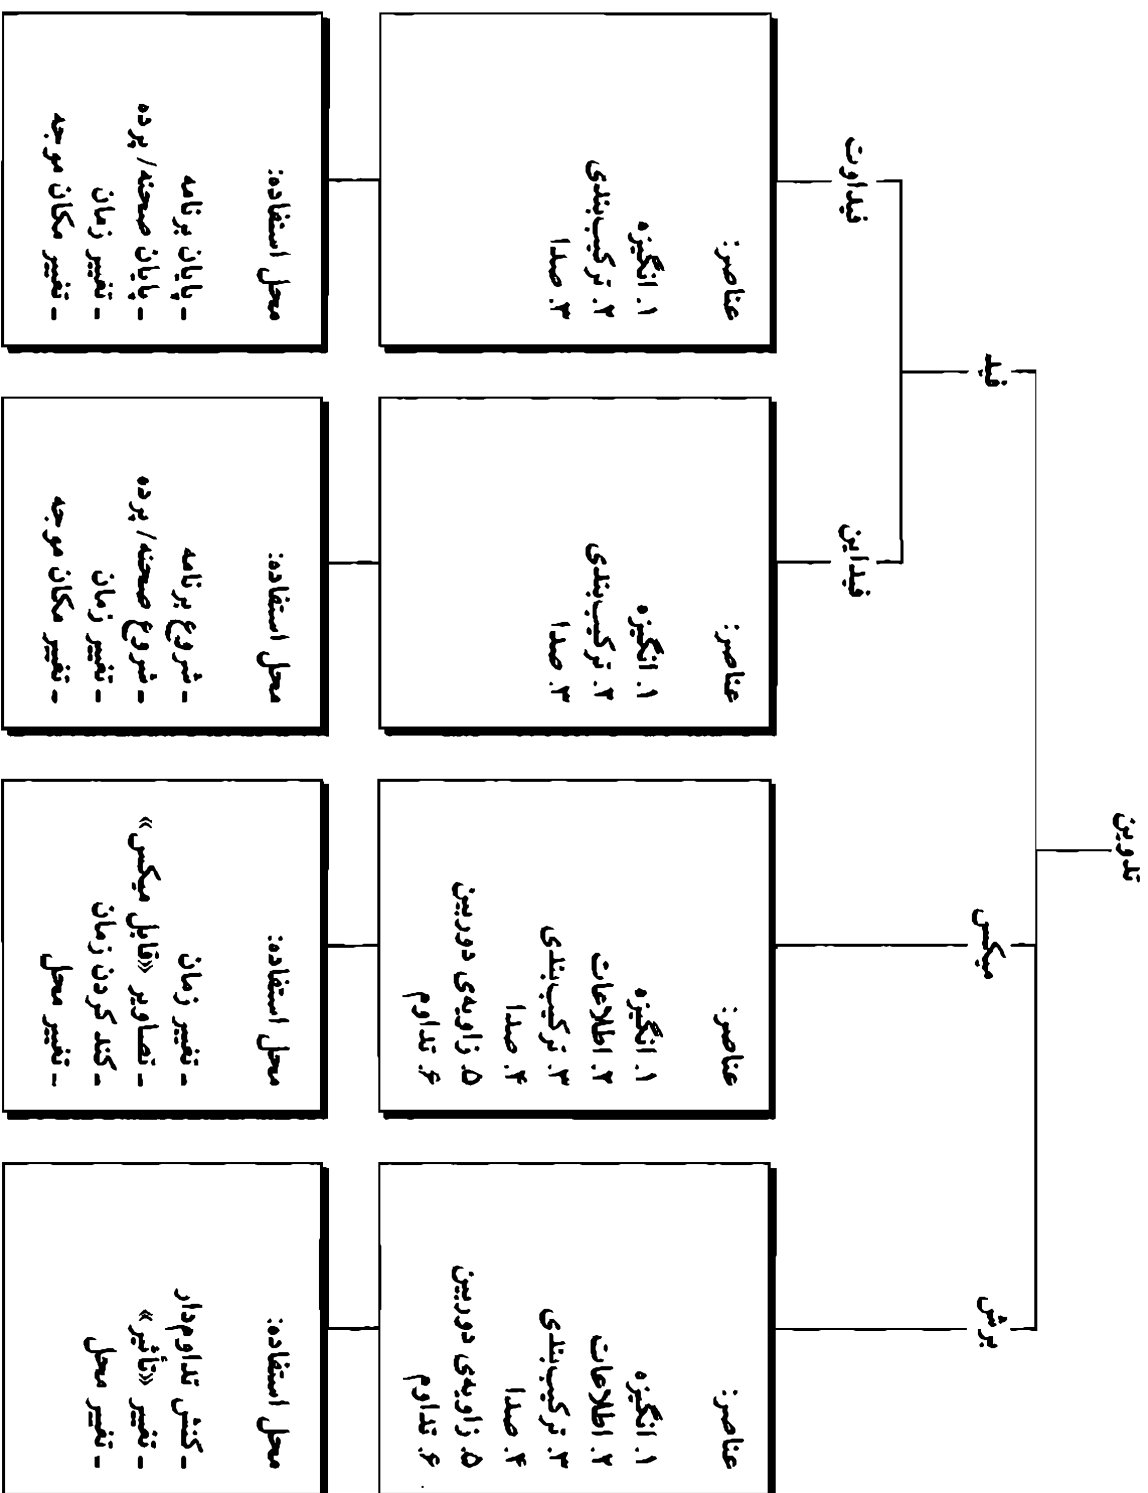 تدوین
برش
میکس
فید
فیداین
فیداوت
عناصر:
۱. انگیزه
۲. اطلاعات
۳. ترکیب‌بندی
۴. صدا
۵. زاویه‌ی دوربین
۶. تداوم
محل استفاده:
- کنش تداوم‌دار
- تغییر «تأثیر»
- تغییر محل
عناصر:
۱. انگیزه
۲. اطلاعات
۳. ترکیب‌بندی
۴. صدا
۵. زاویه‌ی دوربین
۶. تداوم
محل استفاده:
- تغییر زمان
- تصاویر «قابل میکس»
- کند کردن زمان
- تغییر محل
عناصر:
۱. انگیزه
۲. ترکیب‌بندی
۳. صدا
محل استفاده:
- شروع برنامه
- شروع صحنه/ پرده
- تغییر زمان
- تغییر مکان موجه
عناصر:
۱. انگیزه
۲. ترکیب‌بندی
۳. صدا
محل استفاده:
- پایان برنامه
- پایان صحنه/ پرده
- تغییر زمان
- تغییر مکان موجه